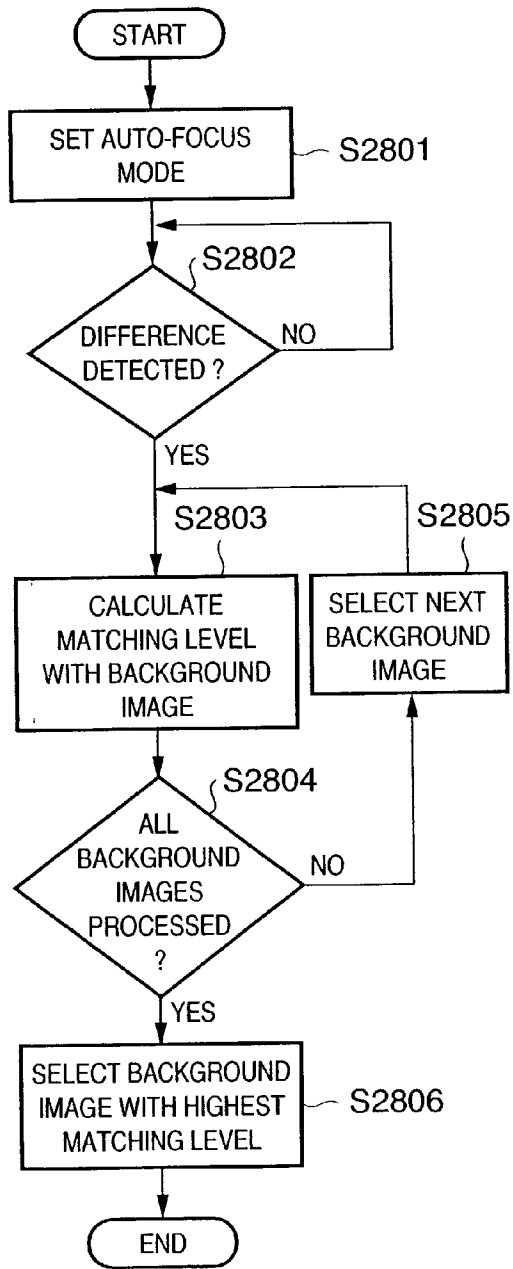 START
SET AUTO-FOCUS
MODE
S2801
S2802
DIFFERENCE
DETECTED ?
NO
YES
S2803
S2805
CALCULATE
MATCHING LEVEL
WITH BACKGROUND
IMAGE
SELECT NEXT
BACKGROUND
IMAGE
S2804
ALL
BACKGROUND
IMAGES
PROCESSED
?
NO
YES
SELECT BACKGROUND
IMAGE WITH HIGHEST
MATCHING LEVEL
S2806
END